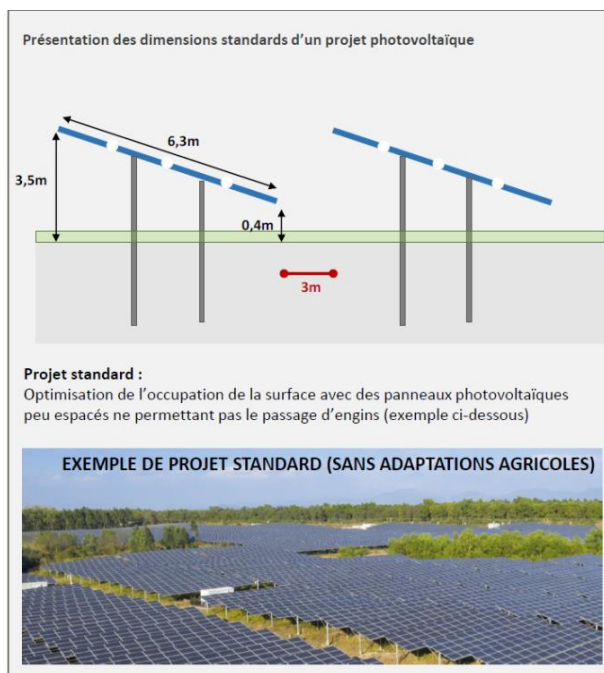 Présentation des dimensions standards d'un projet photovoltaïque
6,3m
3,5m
0,4m
3m
Projet standard :
Optimisation de l'occupation de la surface avec des panneaux photovoltaïques
peu espacés ne permettant pas le passage d'engins (exemple ci-dessous)
EXEMPLE DE PROJET STANDARD (SANS ADAPTATIONS AGRICOLES)